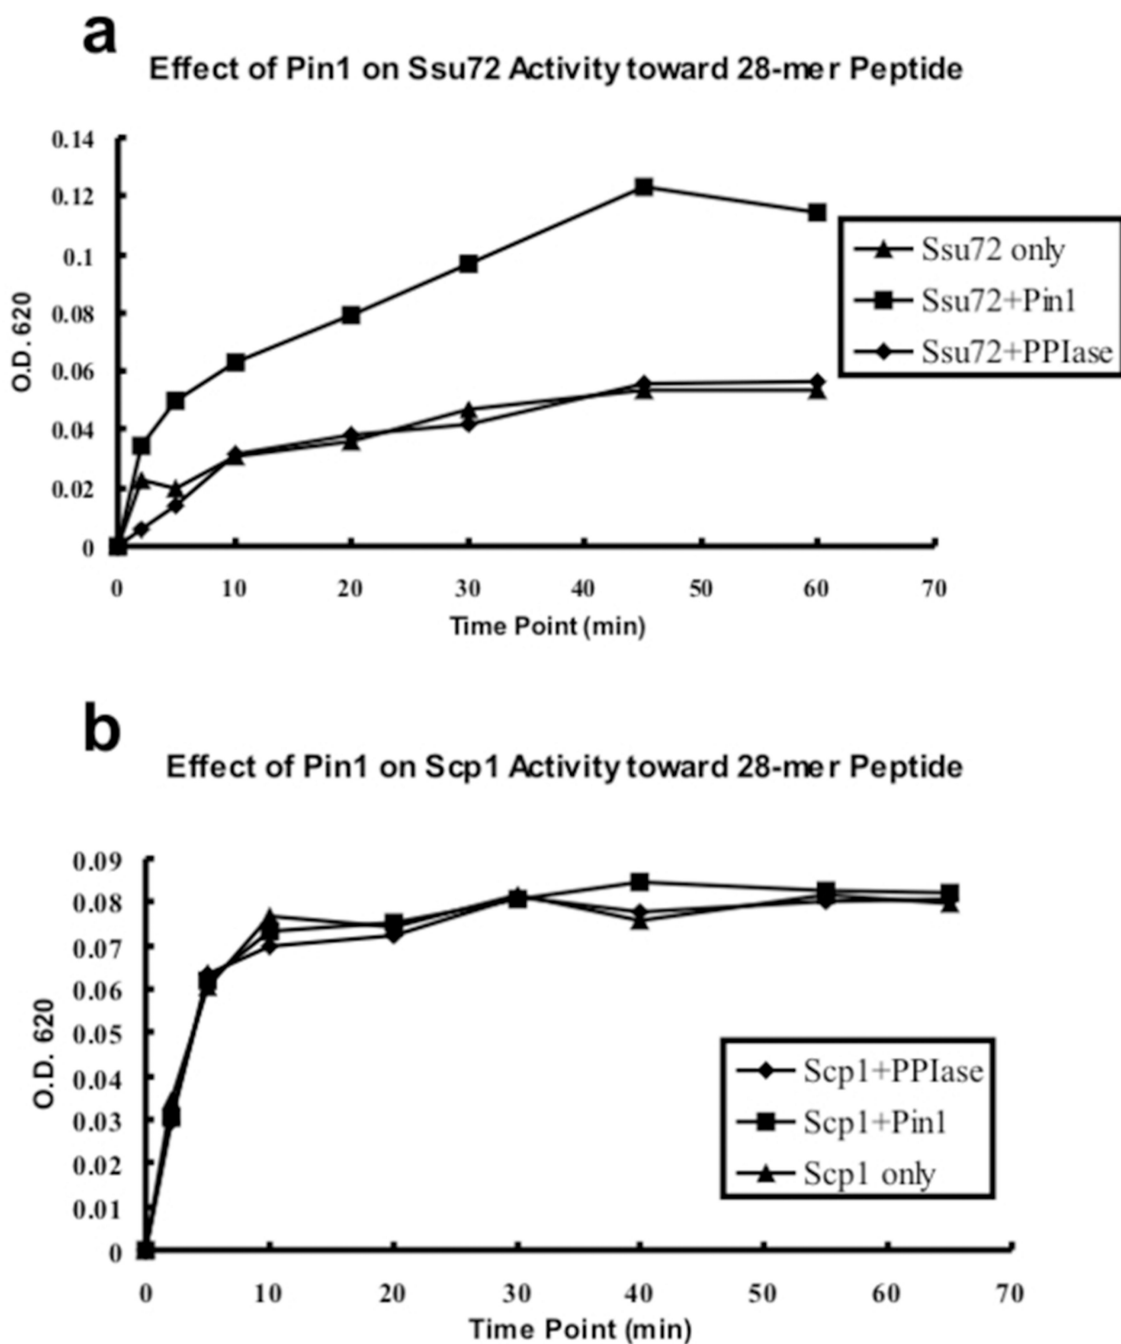 a
Effect of Pin1 on Ssu72 Activity toward 28-mer Peptide
0.14
0.12
0.1
0.08
0.06
0.04
0.02
0
O.D. 620
Ssu72 only
Ssu72+Pin1
Ssu72+PPIase
0 10 20 30 40 50 60 70
Time Point (min)
b
Effect of Pin1 on Scp1 Activity toward 28-mer Peptide
0.09
0.08
0.07
0.06
0.05
0.04
0.03
0.02
0.01
0
O.D. 620
Scp1+PPIase
Scp1+Pin1
Scp1 only
0 10 20 30 40 50 60 70
Time Point (min)